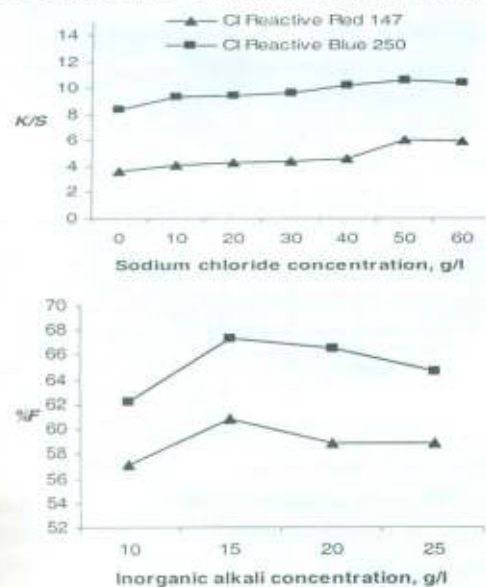 CI Reactive Red 147
CI Reactive Blue 250
14
12
10
8
6
4
2
0
K/S
0 10 20 30 40 50 60
Sodium chloride concentration, g/l
70
68
66
64
62
60
58
56
54
52
%F
10 15 20 25
Inorganic alkali concentration, g/l